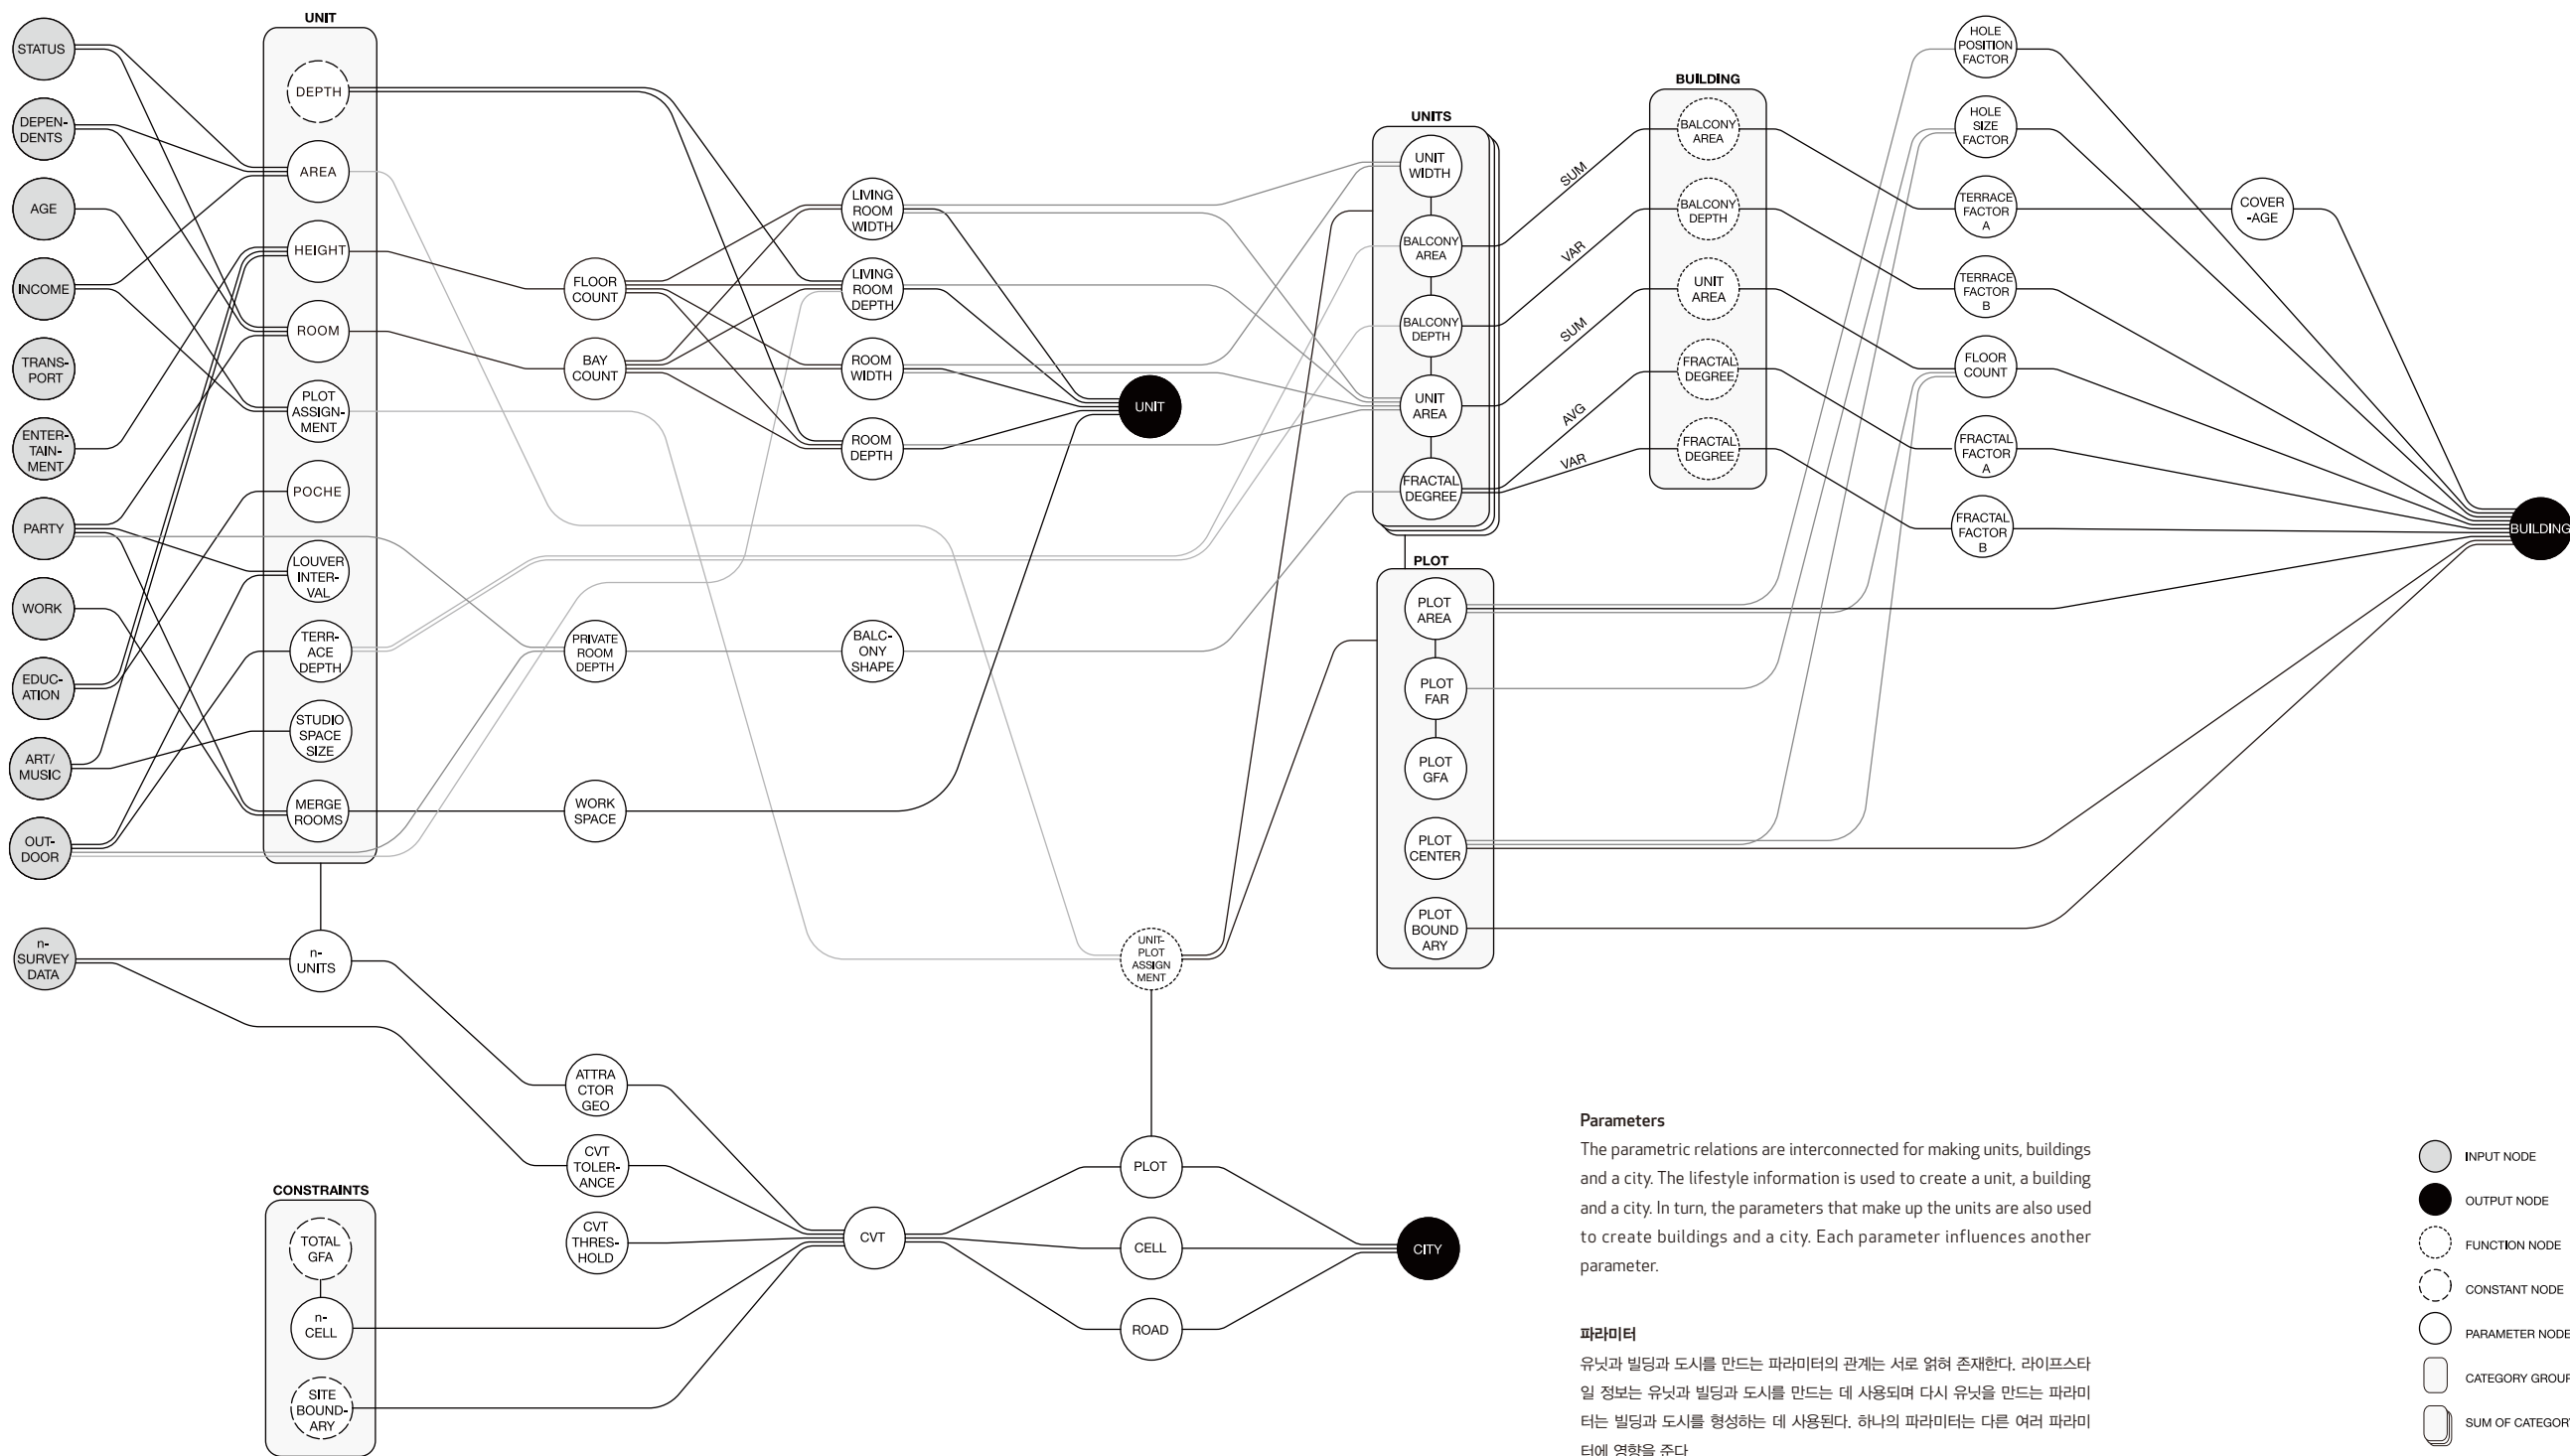 STATUS
DEPEN-
DENTS
AGE
INCOME
TRANS-
PORT
ENTER-
TAIN-
MENT
PARTY
WORK
EDUC-
ATION
ART/
MUSIC
OUT-
DOOR
n-
SURVEY
DATA
UNIT
DEPTH
AREA
HEIGHT
ROOM
PLOT
ASSIGN-
MENT
POCHE
LOUVER
INTER-
VAL
TERR-
ACE
DEPTH
STUDIO
SPACE
SIZE
MERGE
ROOMS
n-
UNITS
CONSTRAINTS
TOTAL
GFA
n-
CELL
SITE
BOUND-
ARY
FLOOR
COUNT
BAY
COUNT
PRIVATE
ROOM
DEPTH
WORK
SPACE
ATTRA
CTOR
GEO
CVT
TOLER-
ANCE
CVT
THRES-
HOLD
LIVING
ROOM
WIDTH
LIVING
ROOM
DEPTH
ROOM
WIDTH
ROOM
DEPTH
BALC-
ONY
SHAPE
CVT
UNIT
UNIT-
PLOT
ASSIGN
MENT
PLOT
CELL
ROAD
CITY
UNITS
UNIT
WIDTH
BALCONY
AREA
BALCONY
DEPTH
UNIT
AREA
FRACTAL
DEGREE
PLOT
PLOT
AREA
PLOT
FAR
PLOT
GFA
PLOT
CENTER
PLOT
BOUND
ARY
SUM
VAR
SUM
AVG
VAR
BUILDING
BALCONY
AREA
BALCONY
DEPTH
UNIT
AREA
FRACTAL
DEGREE
FRACTAL
DEGREE
HOLE
POSITION
FACTOR
HOLE
SIZE
FACTOR
TERRACE
FACTOR
A
TERRACE
FACTOR
B
FLOOR
COUNT
FRACTAL
FACTOR
A
FRACTAL
FACTOR
B
COVER
-AGE
BUILDING
Parameters
The parametric relations are interconnected for making units, buildings
and a city. The lifestyle information is used to create a unit, a building
and a city. In turn, the parameters that make up the units are also used
to create buildings and a city. Each parameter influences another
parameter.
파라미터
유닛과 빌딩과 도시를 만드는 파라미터의 관계는 서로 얽혀 존재한다. 라이프스타
일 정보는 유닛과 빌딩과 도시를 만드는 데 사용되며 다시 유닛을 만드는 파라미
터는 빌딩과 도시를 형성하는 데 사용된다. 하나의 파라미터는 다른 여러 파라미
터에 영향을 준다
INPUT NODE
OUTPUT NODE
FUNCTION NODE
CONSTANT NODE
PARAMETER NODE
CATEGORY GROUP
SUM OF CATEGORY